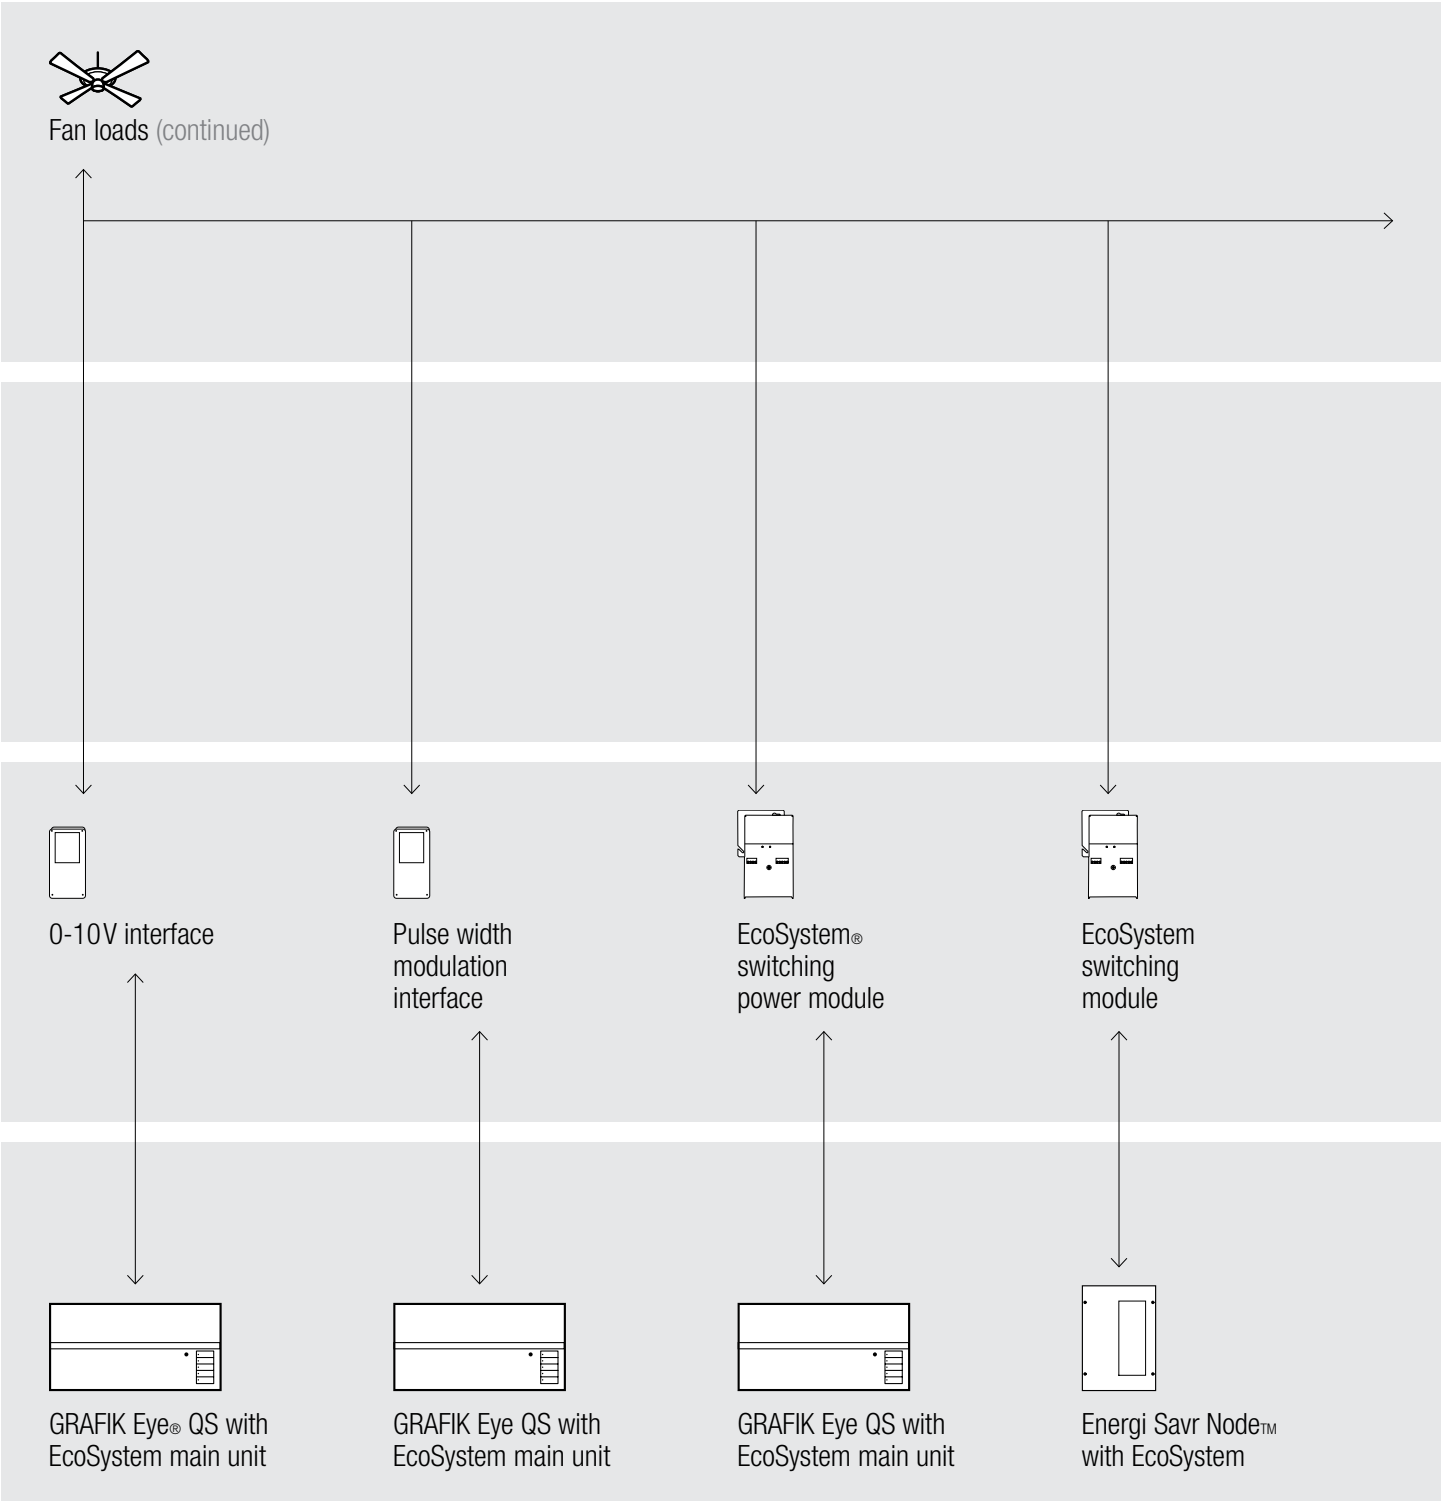 Fan loads (continued)
0-10V interface
Pulse width
modulation
interface
EcoSystem®
switching
power module
EcoSystem
switching
module
GRAFIK Eye® QS with
EcoSystem main unit
GRAFIK Eye QS with
EcoSystem main unit
GRAFIK Eye QS with
EcoSystem main unit
Energi Savr Node™
with EcoSystem